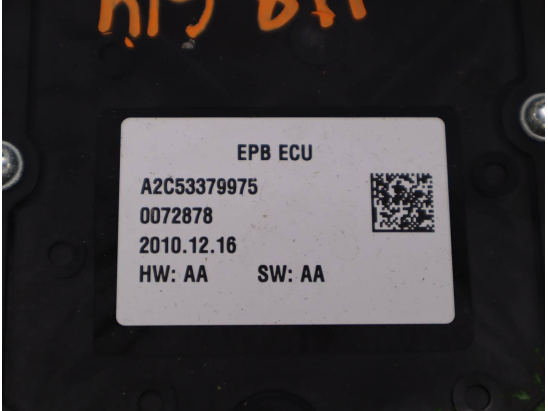 EPB ECU
A2C53379975
0072878
2010.12.16
HW: AA SW: AA